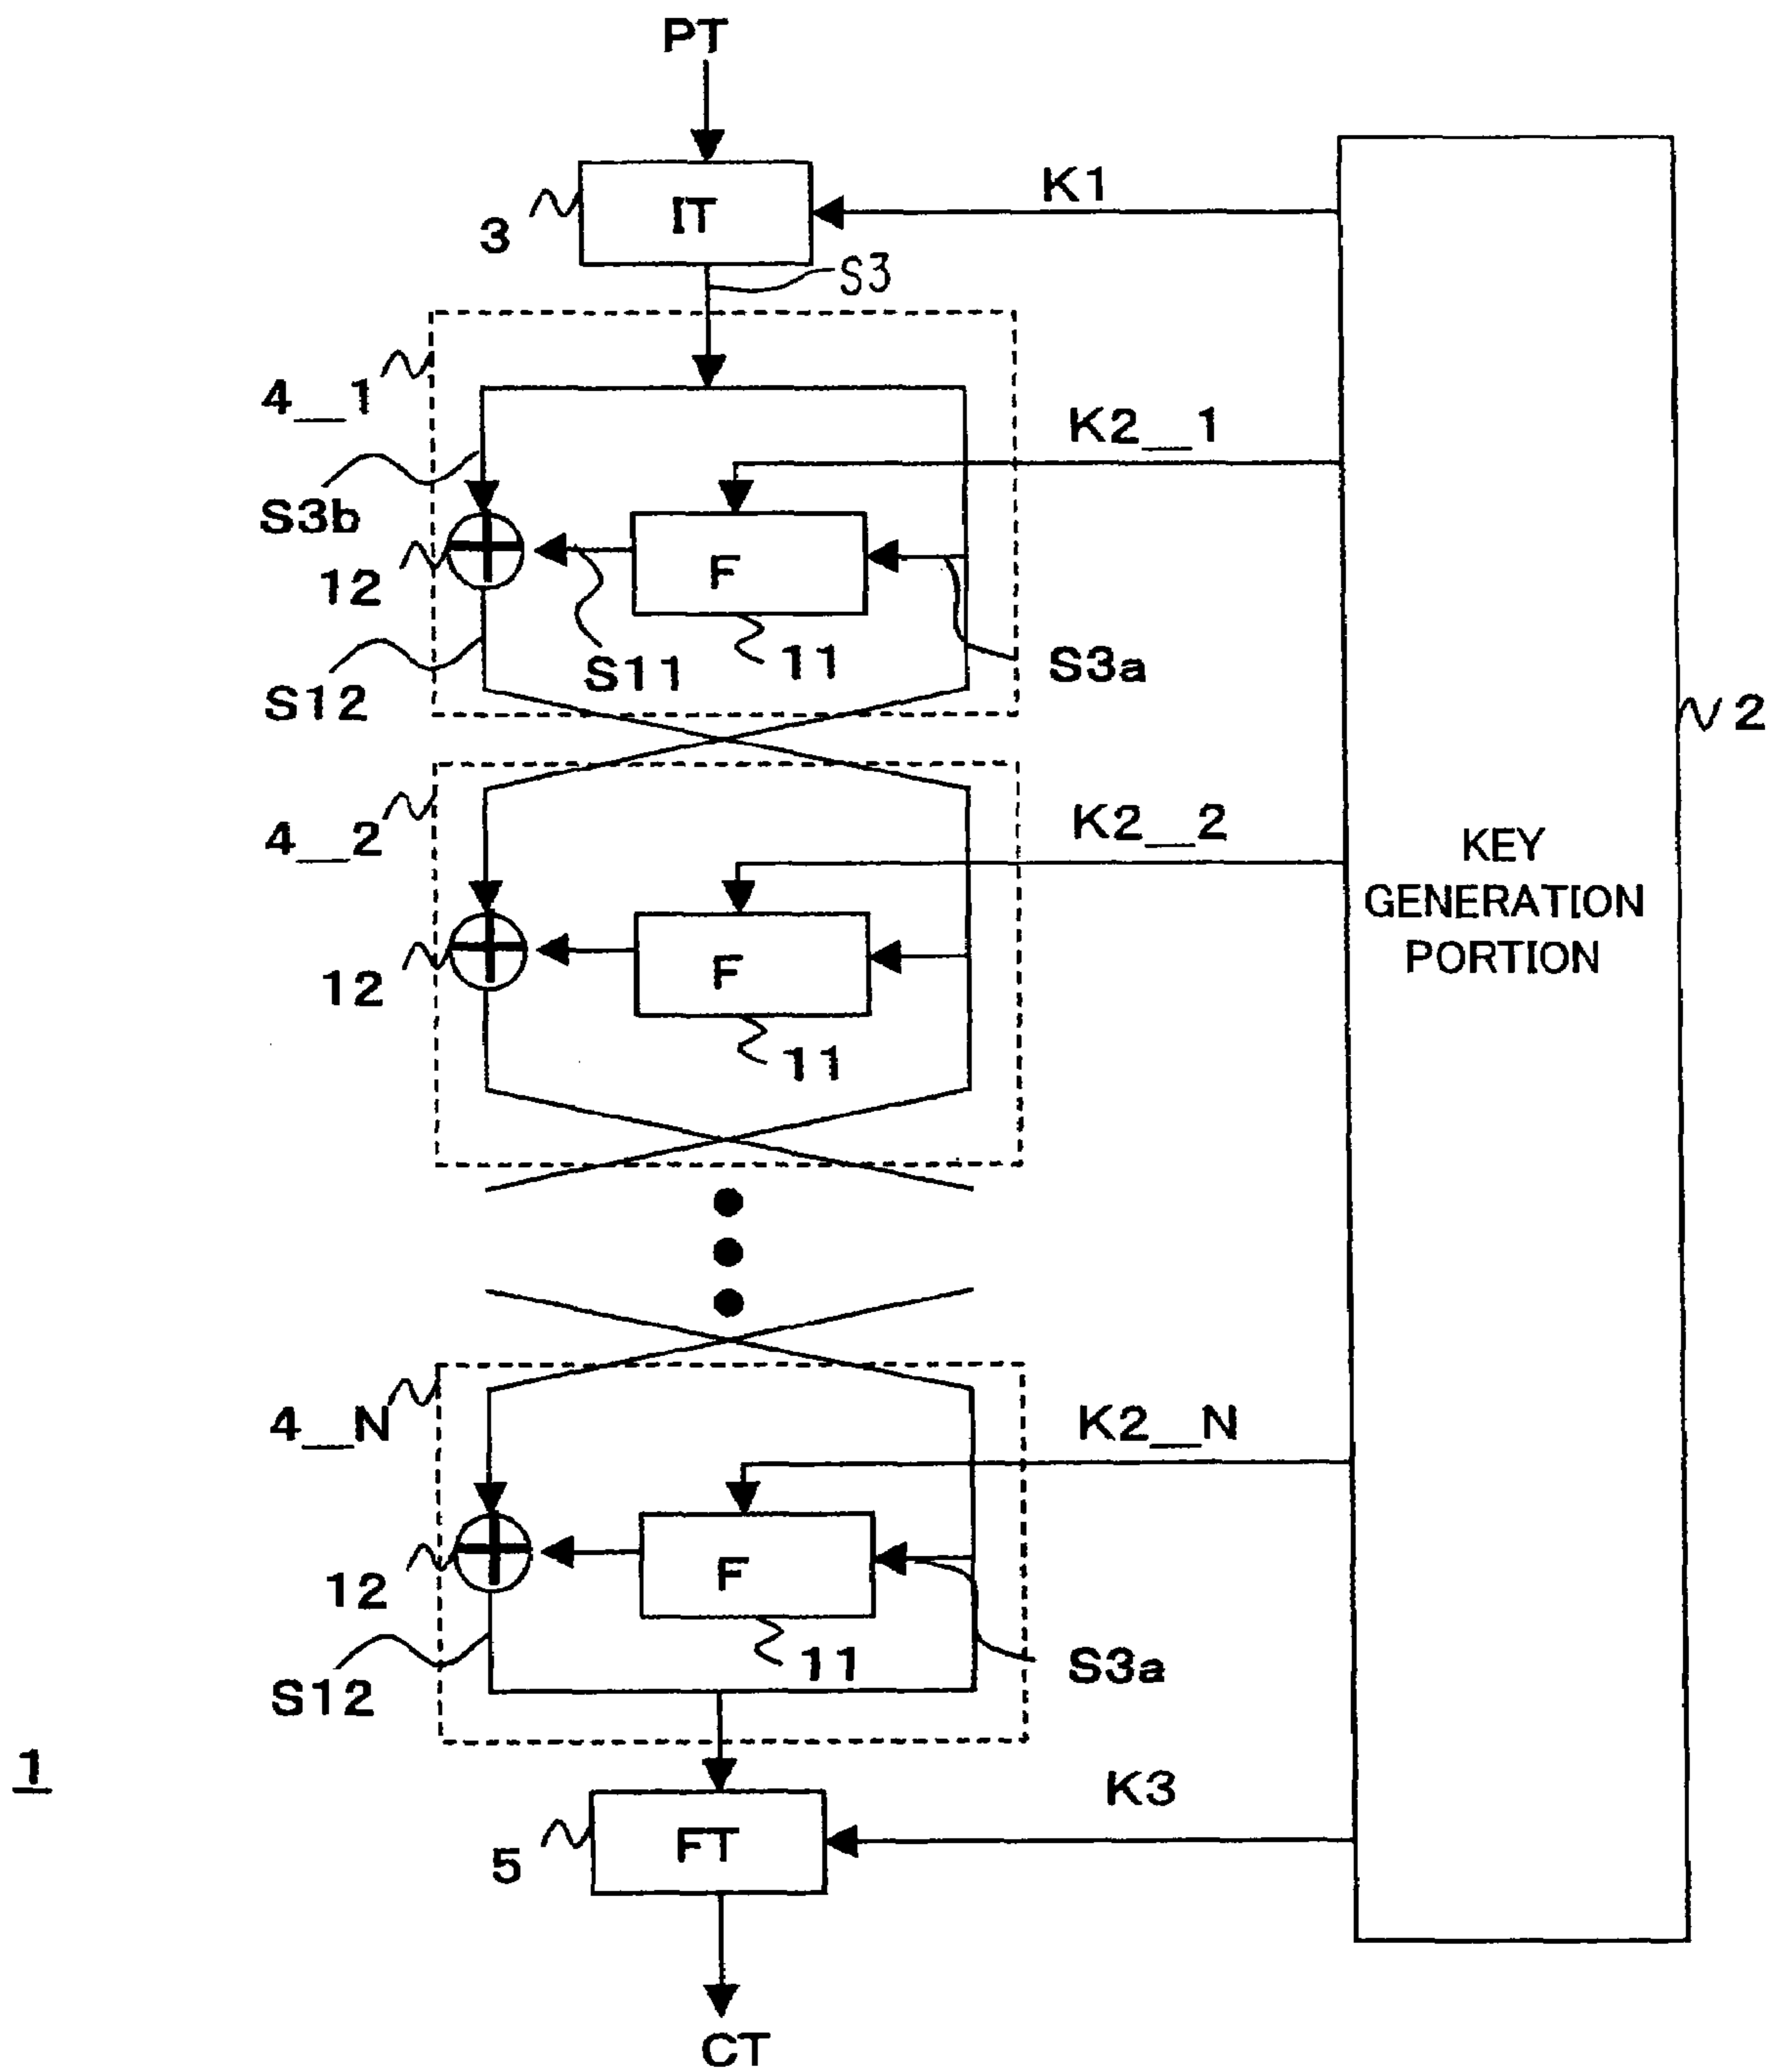 PT
K1
IT
3
S3
4__1
K2__1
S3b
F
12
11
S11
S3a
S12
2
K2__2
4__2
KEY
GENERATION
PORTION
F
12
11
4__N
K2__N
F
12
11
S3a
S12
1
K3
FT
5
CT